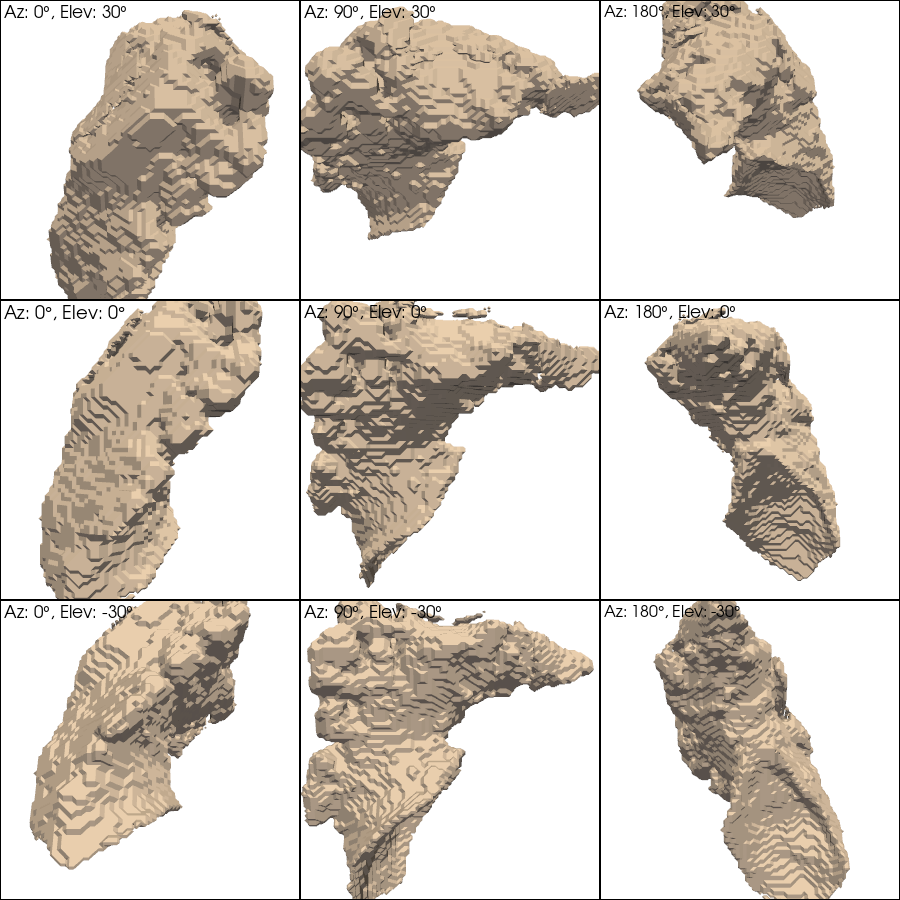 Az: 0°, Elev: 30°
Az: 90°, Elev: 30°
Az: 180°, Elev: 30°
Az: 0°, Elev: 0°
Az: 90°, Elev: 0°
Az: 180°, Elev: 0°
Az: 0°, Elev: -30°
Az: 90°, Elev: -30°
Az: 180°, Elev: -30°